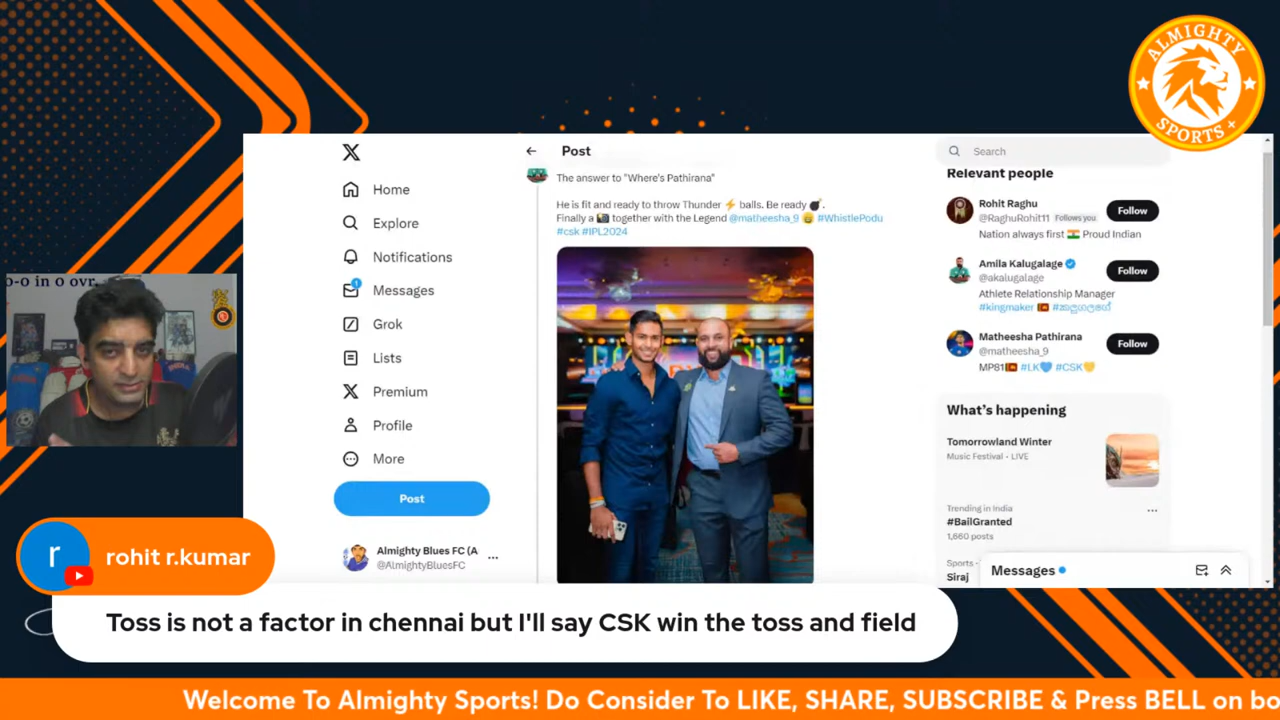 ALMIGHTY
SPORTS+
X
Home
Explore
Notifications
1
Messages
Grok
Lists
Premium
Profile
More
Post
Almighty Blues FC (A
@AlmightyBluesFC
Post
The answer to "Where's Pathirana"
He is fit and ready to throw Thunder ⚡ balls. Be ready 💣.
Finally a 📸 together with the Legend @matheesha_9 #WhistlePodu
#csk #IPL2024
Search
Relevant people
Rohit Raghu
@RaghuRohit11 Follows you
Follow
Nation always first 🇮🇳 Proud Indian
Amila Kalugalage
@akalugalage
Follow
Athlete Relationship Manager
#kingmaker 🇱🇰 #කලුගලගේ
Matheesha Pathirana
@matheesha_9
Follow
MP81🇱🇰 #LK💙 #CSK💛
What's happening
Tomorrowland Winter
Music Festival · LIVE
Trending in India
#BailGranted
1,660 posts
Sports ·
Siraj
Messages
o-o in 0 ovr.
r
rohit r.kumar
Toss is not a factor in chennai but I'll say CSK win the toss and field
Welcome To Almighty Sports! Do Consider To LIKE, SHARE, SUBSCRIBE & Press BELL on bo